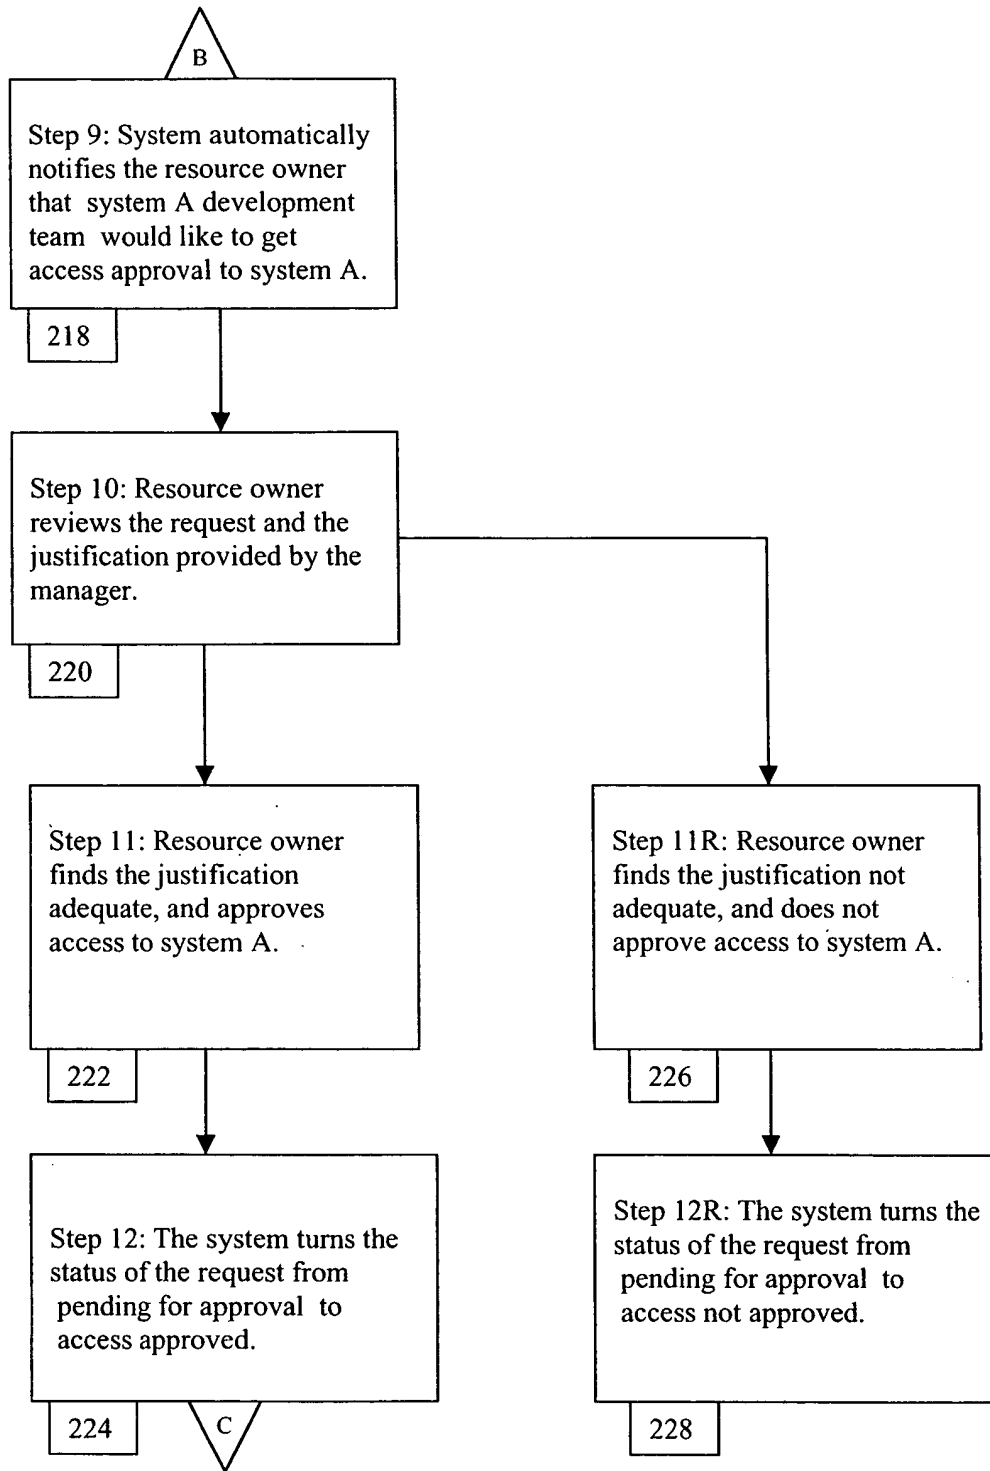 B
Step 9: System automatically
notifies the resource owner
that system A development
team would like to get
access approval to system A.
218
Step 10: Resource owner
reviews the request and the
justification provided by the
manager.
220
Step 11: Resource owner
finds the justification
adequate, and approves
access to system A.
222
Step 11R: Resource owner
finds the justification not
adequate, and does not
approve access to system A.
226
Step 12: The system turns the
status of the request from
pending for approval to
access approved.
224
C
Step 12R: The system turns the
status of the request from
pending for approval to
access not approved.
228